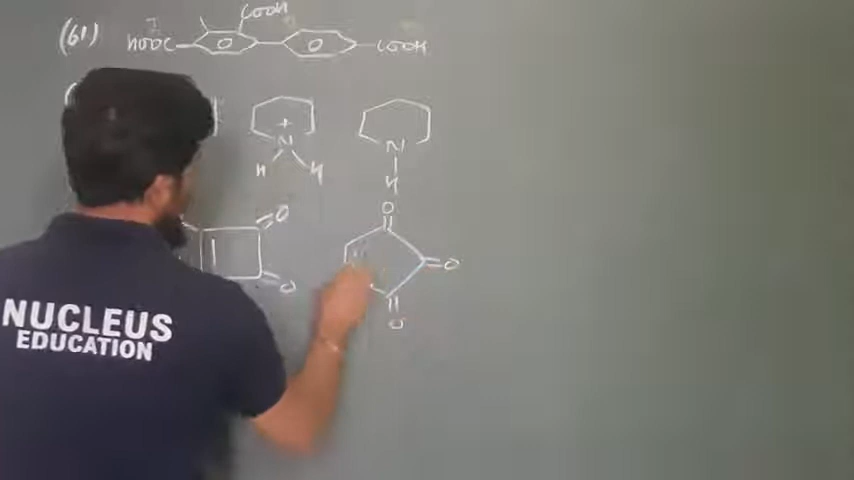 (61) HOOC COOH COOH
I
N
H H
+
N
H
O
O
O
O
O
NUCLEUS
EDUCATION